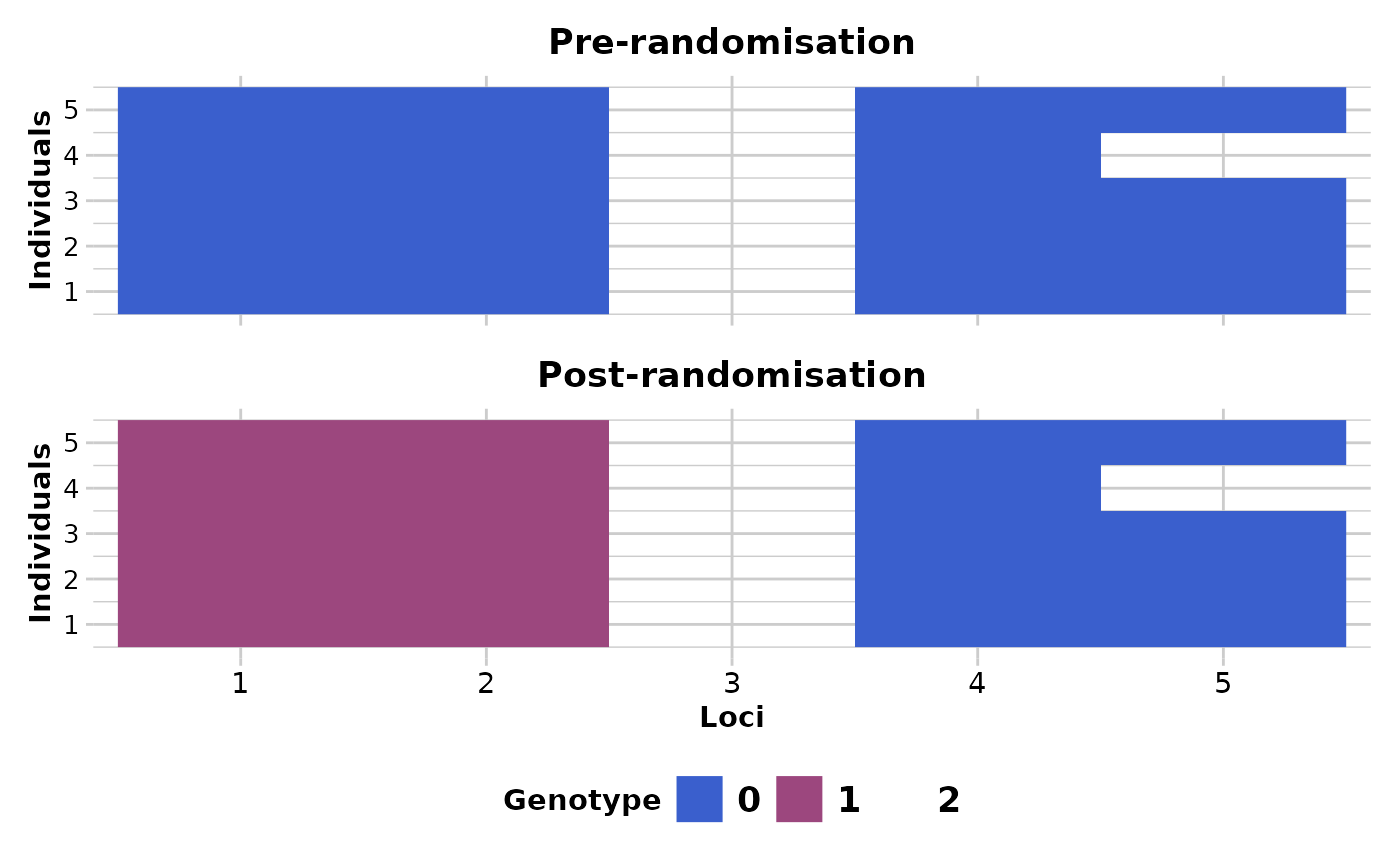 Pre-randomisation
Individuals
5
4
3
2
1
Post-randomisation
Individuals
5
4
3
2
1
1 2 3 4 5
Loci
Genotype 0 1 2